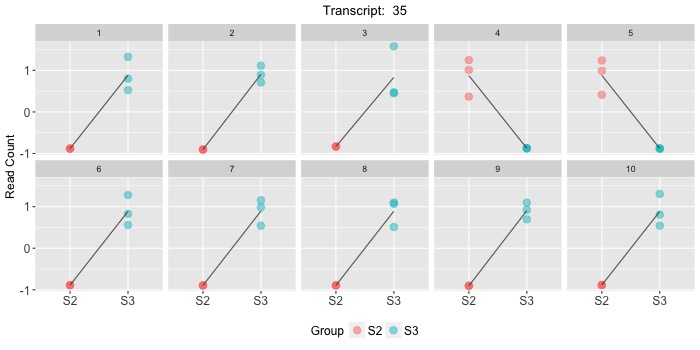 Transcript: 35
1 2 3 4 5
1
0
-1
Read Count
6 7 8 9 10
1
0
-1
S2 S3 S2 S3 S2 S3 S2 S3 S2 S3
Group S2 S3